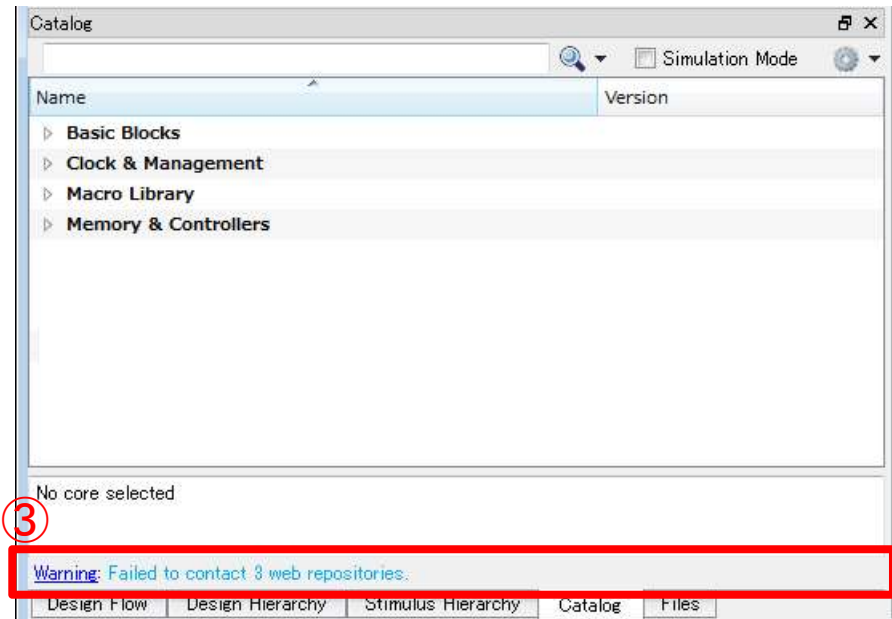 Catalog
Simulation Mode
Name Version
Basic Blocks
Clock & Management
Macro Library
Memory & Controllers
No core selected
③
Warning: Failed to contact 3 web repositories.
Design Flow Design Hierarchy Stimulus Hierarchy Catalog Files